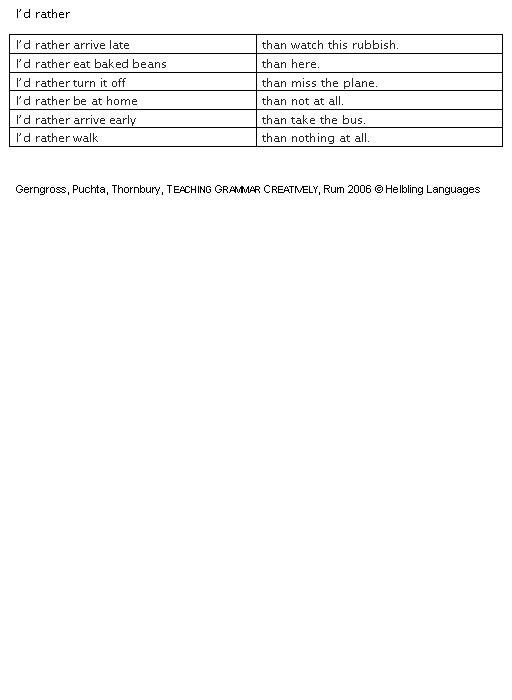 I'd rather
I'd rather arrive late than watch this rubbish.
I'd rather eat baked beans than here.
I'd rather turn it off than miss the plane.
I'd rather be at home than not at all.
I'd rather arrive early than take the bus.
I'd rather walk than nothing at all.
Gerngross, Puchta, Thornbury, TEACHING GRAMMAR CREATIVELY, Rum 2006 © Helbling Languages